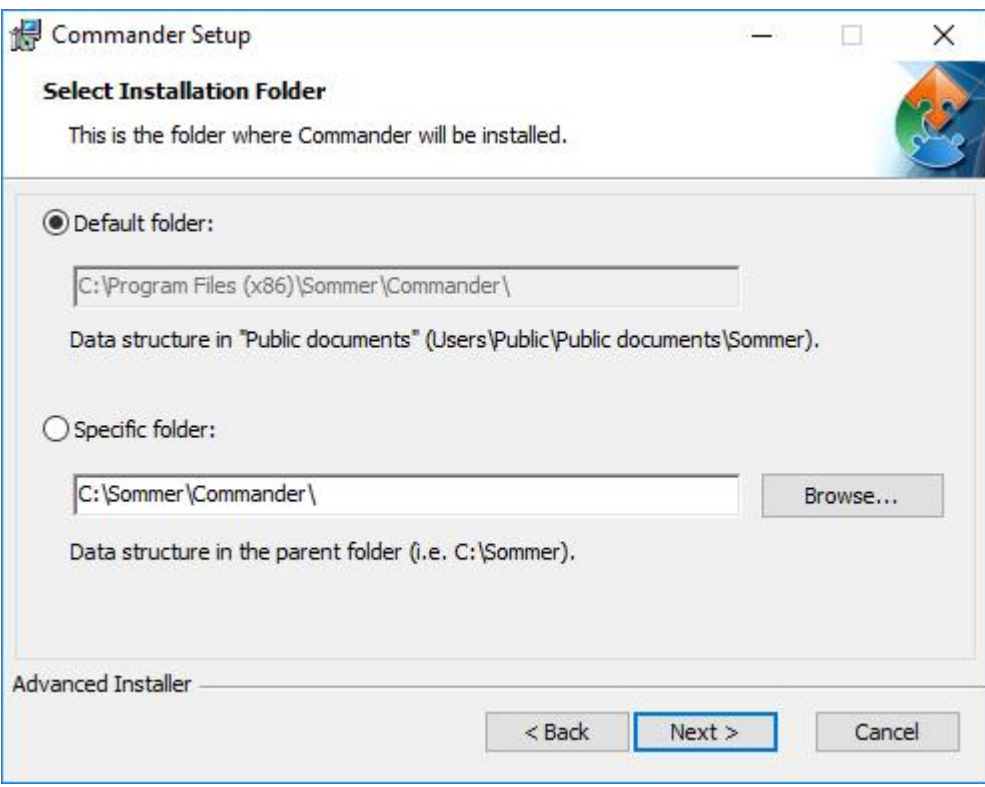 Commander Setup
Select Installation Folder
This is the folder where Commander will be installed.
Default folder:
C:\Program Files (x86)\Sommer\Commander\
Data structure in "Public documents" (Users\Public\Public documents\Sommer).
Specific folder:
C:\Sommer\Commander\
Browse...
Data structure in the parent folder (i.e. C:\Sommer).
Advanced Installer
< Back
Next >
Cancel